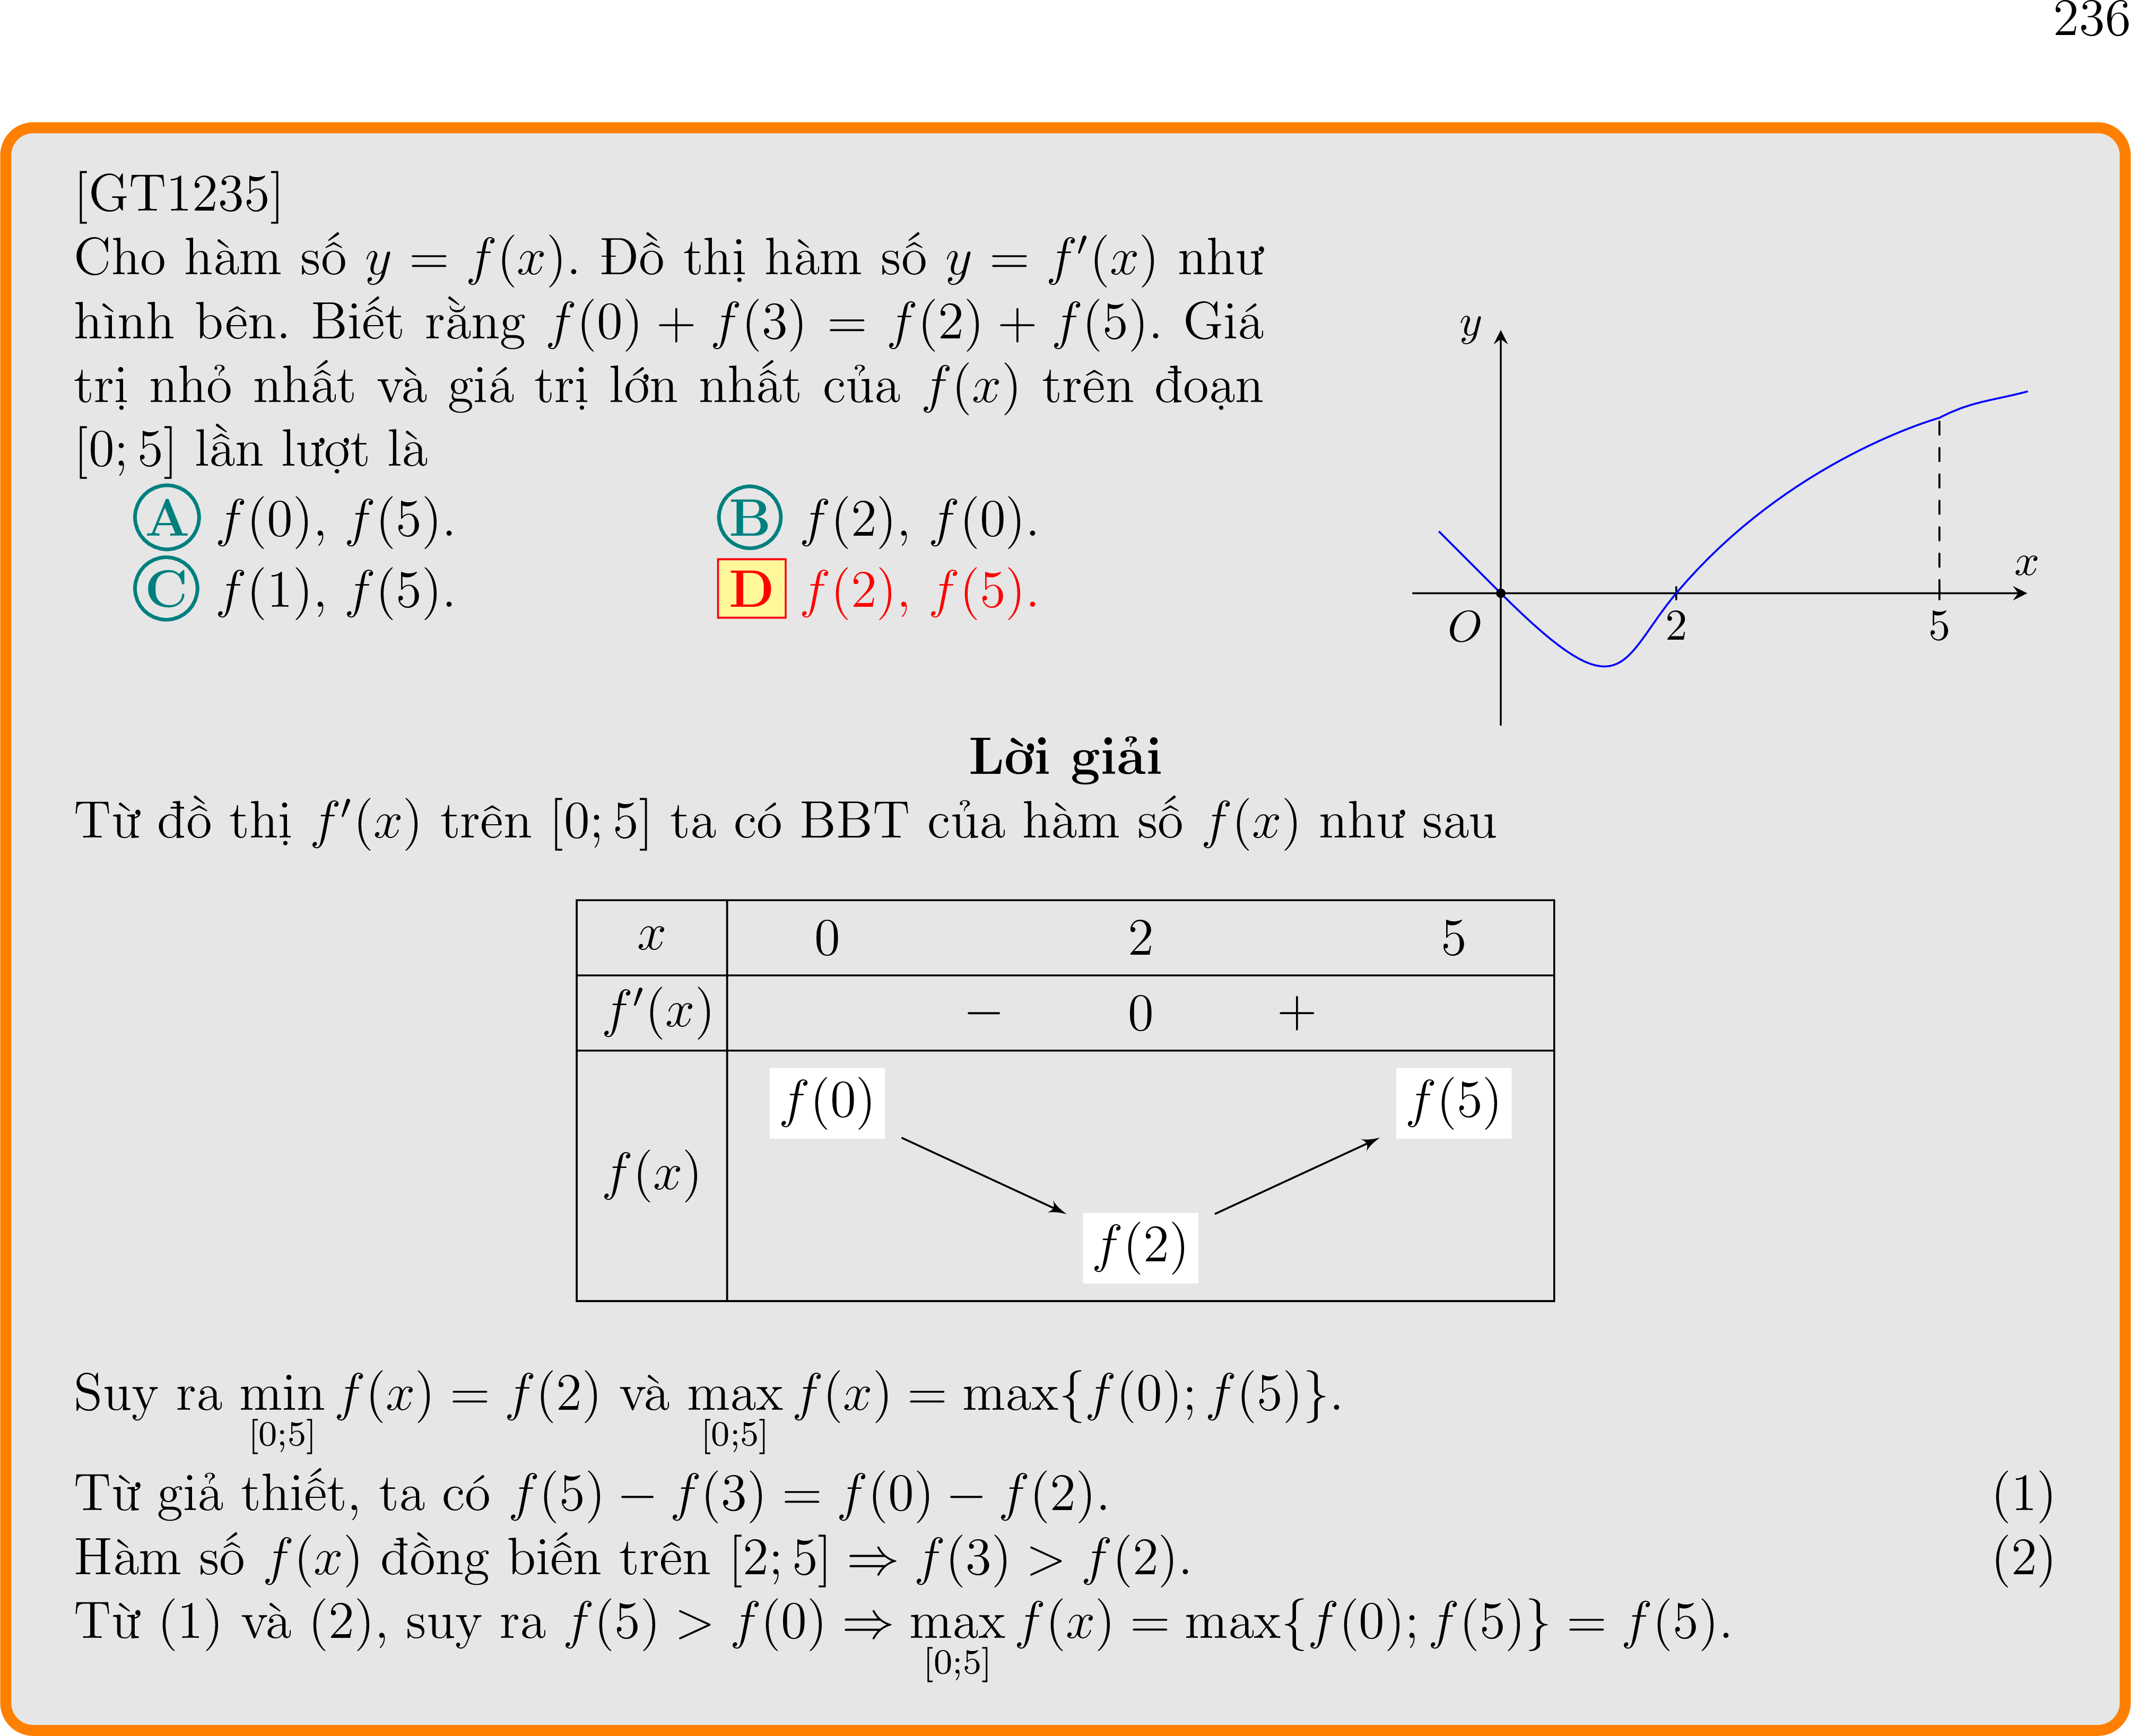 236
[GT1235]
Cho hàm số y = f(x). Đồ thị hàm số y = f′(x) như
hình bên. Biết rằng f(0) + f(3) = f(2) + f(5). Giá
trị nhỏ nhất và giá trị lớn nhất của f(x) trên đoạn
[0; 5] lần lượt là
A f(0), f(5). B f(2), f(0).
C f(1), f(5). D f(2), f(5).
y
x
O 2 5
Lời giải
Từ đồ thị f′(x) trên [0; 5] ta có BBT của hàm số f(x) như sau
x 0 2 5
f′(x) − 0 +
f(0) f(5)
f(x)
f(2)
Suy ra min f(x) = f(2) và max f(x) = max{f(0); f(5)}.
[0;5] [0;5]
Từ giả thiết, ta có f(5) − f(3) = f(0) − f(2). (1)
Hàm số f(x) đồng biến trên [2; 5] ⇒ f(3) > f(2). (2)
Từ (1) và (2), suy ra f(5) > f(0) ⇒ max f(x) = max{f(0); f(5)} = f(5).
[0;5]